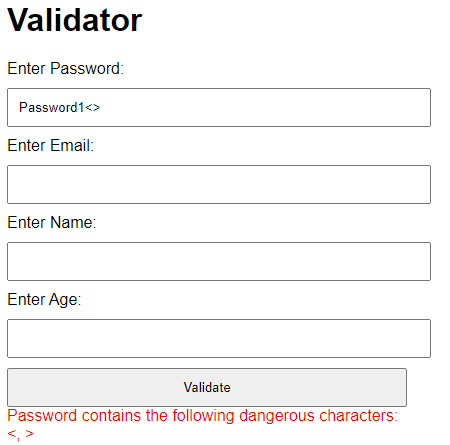 Validator
Enter Password:
Password1<>
Enter Email:
Enter Name:
Enter Age:
Validate
Password contains the following dangerous characters:
<, >